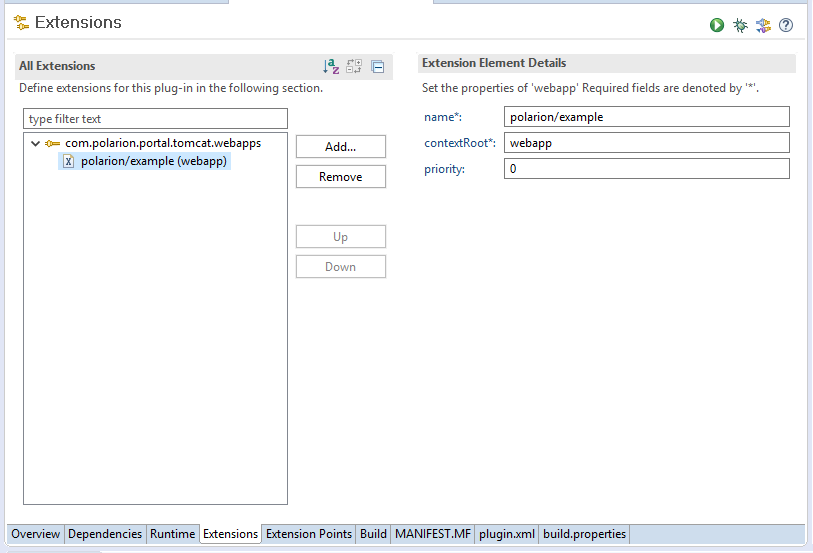 Extensions
All Extensions
Define extensions for this plug-in in the following section.
type filter text
com.polarion.portal.tomcat.webapps
polarion/example (webapp)
Add...
Remove
Up
Down
Extension Element Details
Set the properties of 'webapp' Required fields are denoted by '*'.
name*: polarion/example
contextRoot*: webapp
priority: 0
Overview Dependencies Runtime Extensions Extension Points Build MANIFEST.MF plugin.xml build.properties